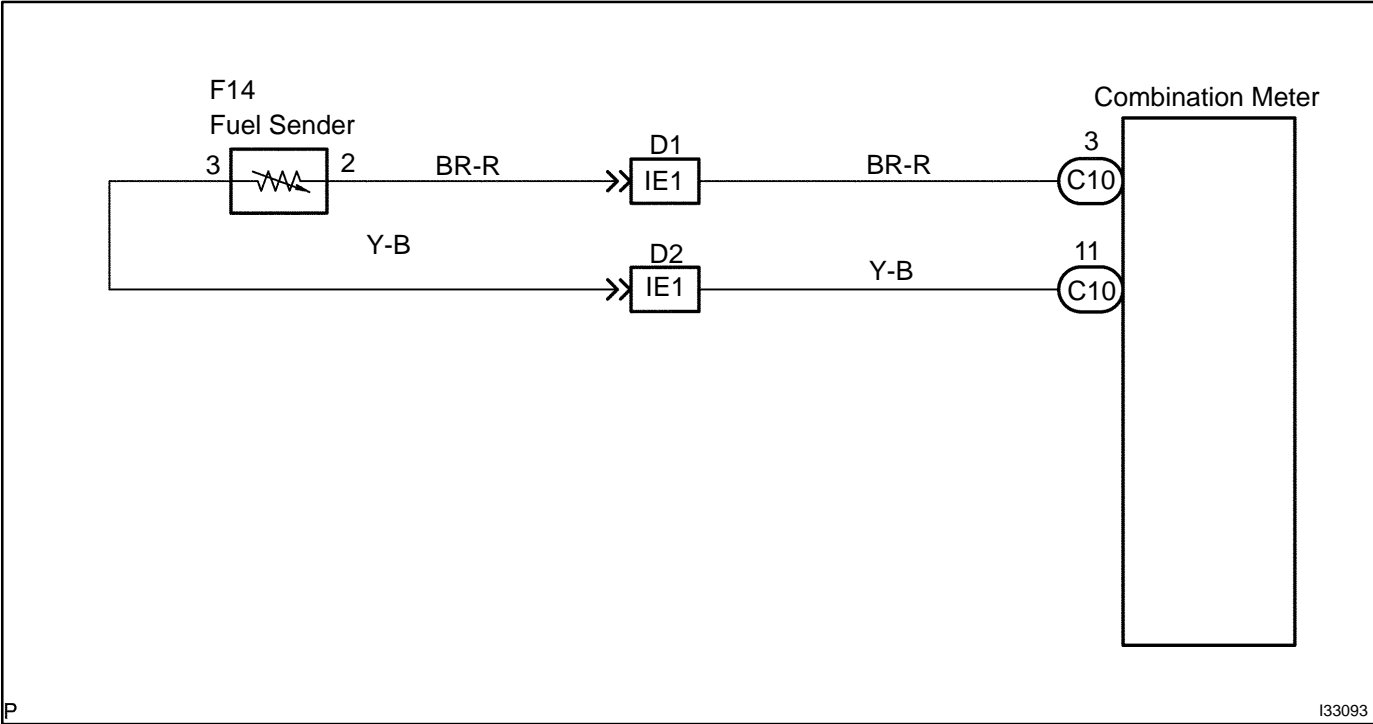 F14
Fuel Sender
3
2
BR-R
D1
IE1
BR-R
Combination Meter
3
C10
Y-B
D2
IE1
Y-B
11
C10
P
I33093